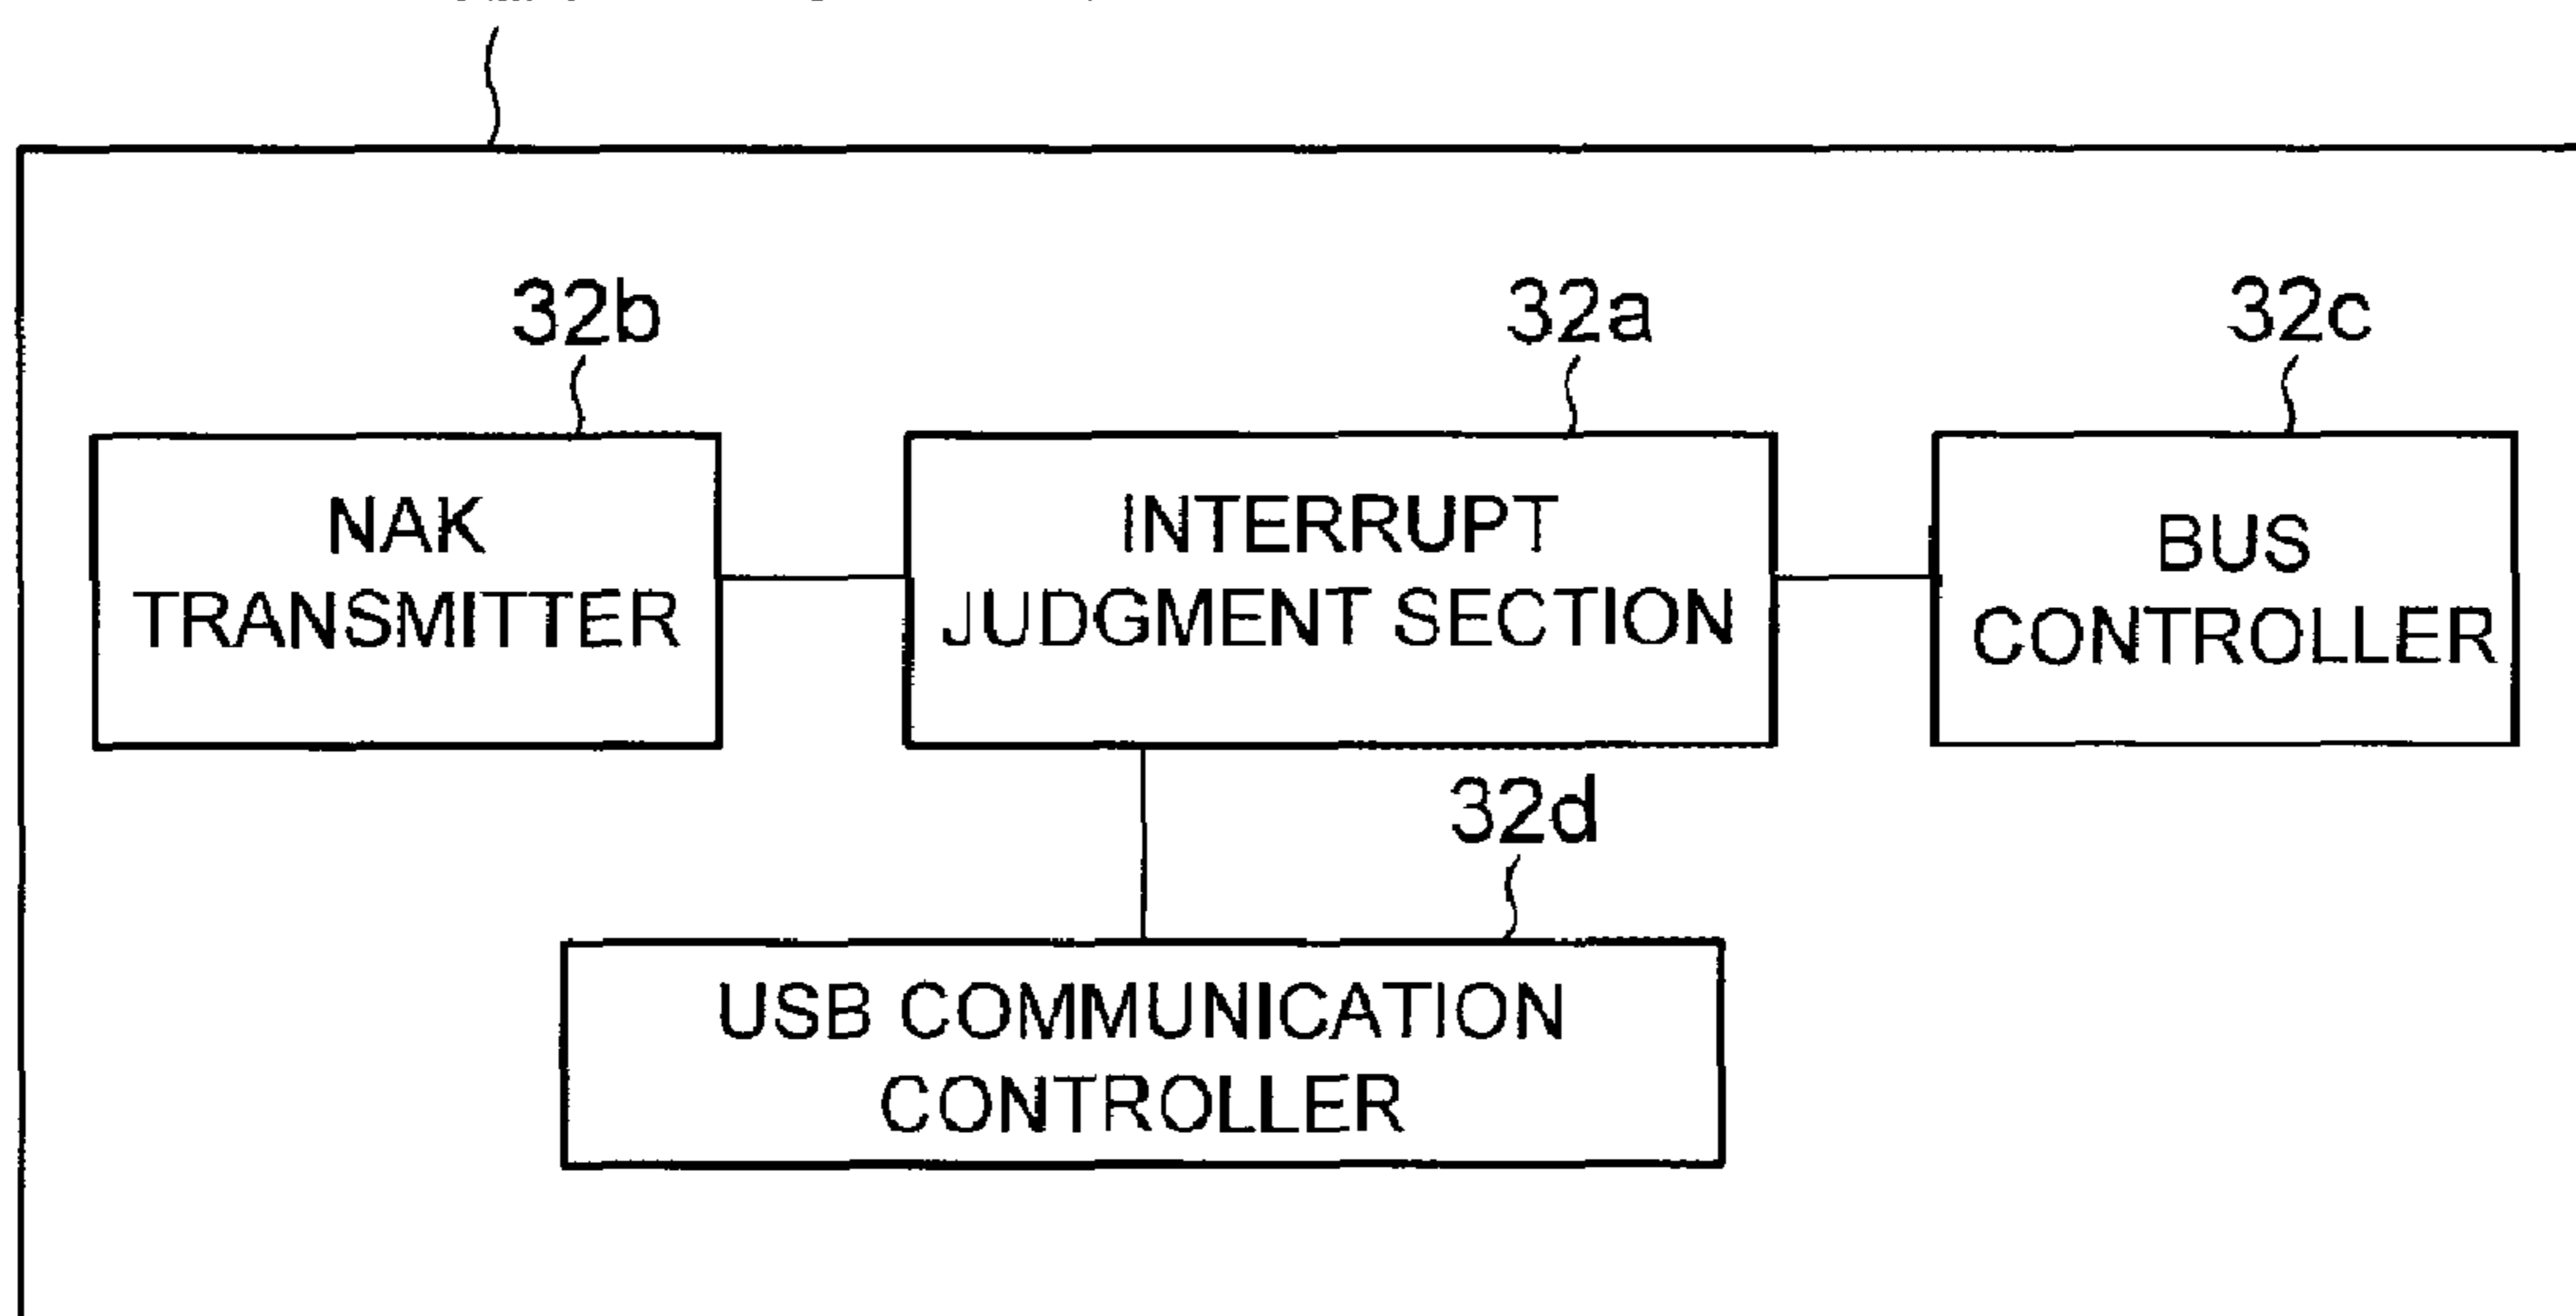 32b
32a
32c
NAK
TRANSMITTER
INTERRUPT
JUDGMENT SECTION
BUS
CONTROLLER
32d
USB COMMUNICATION
CONTROLLER